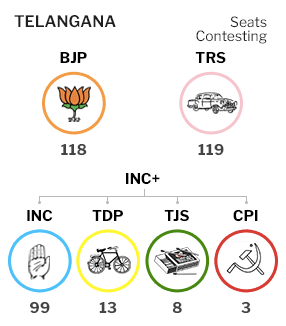 TELANGANA
Seats
Contesting
BJP TRS
118 119
INC+
INC TDP TJS CPI
99 13 8 3